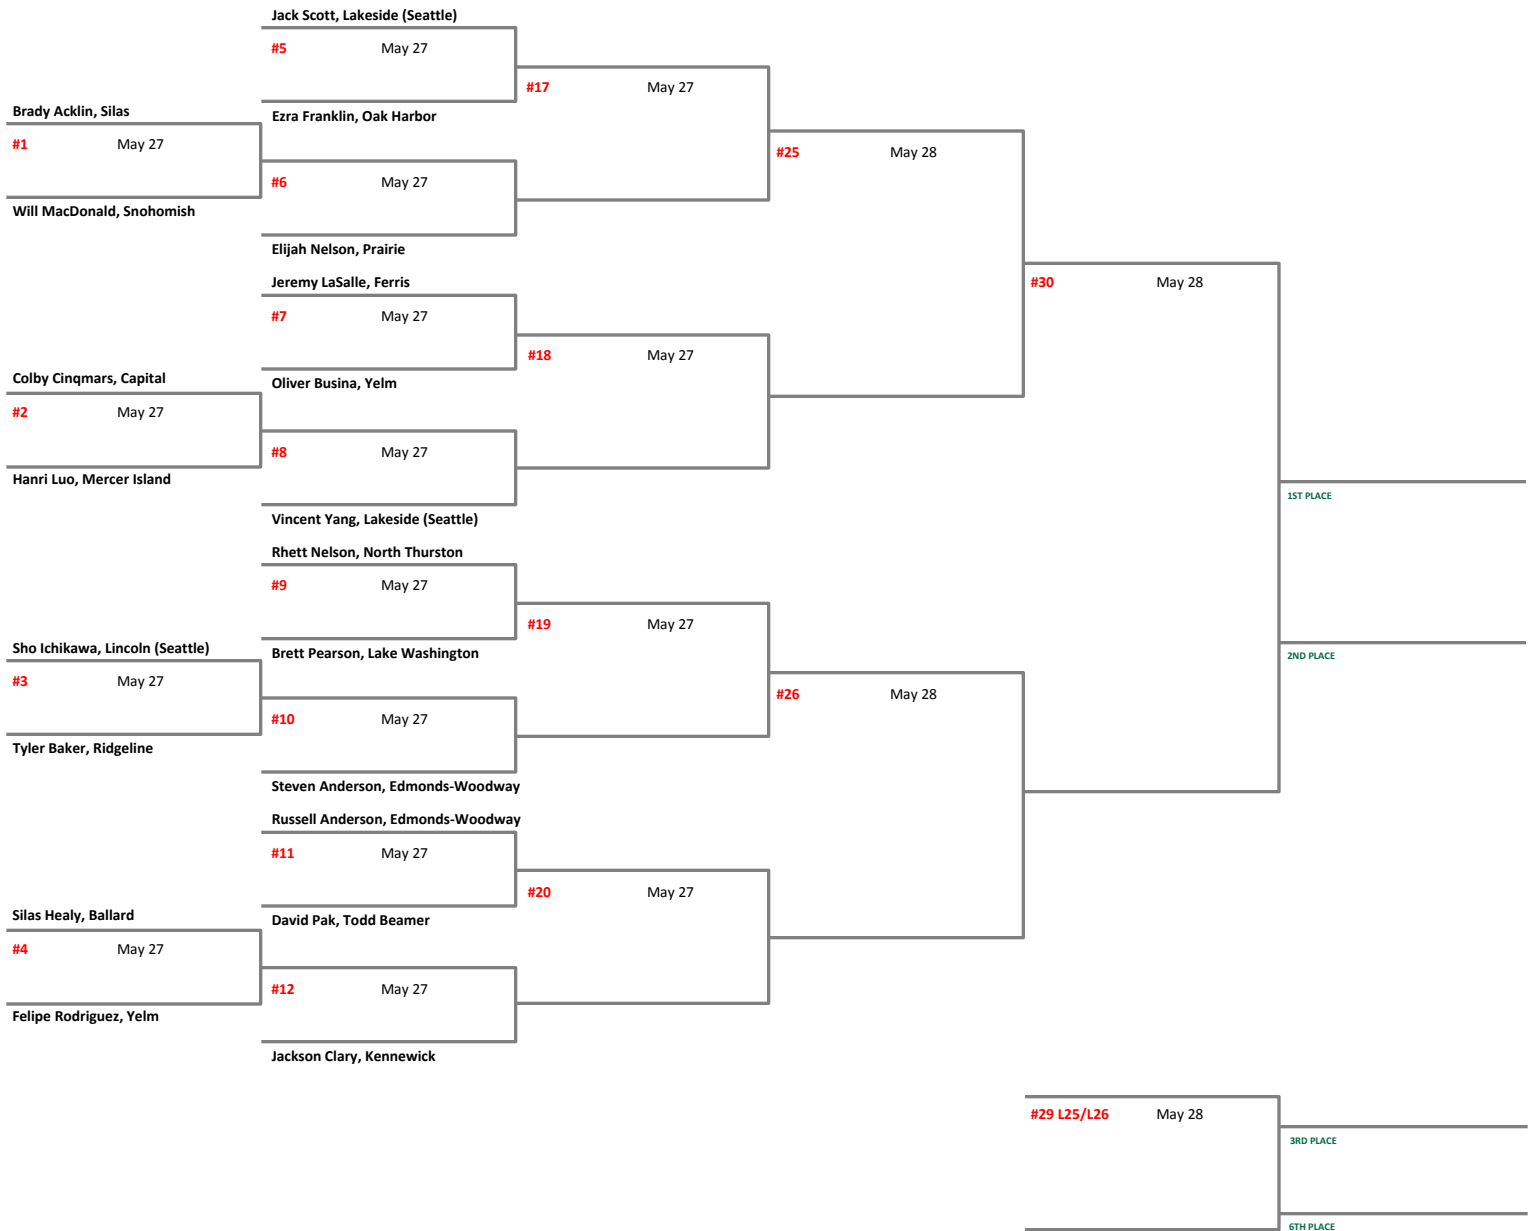 Jack Scott, Lakeside (Seattle)
#5 May 27
#17 May 27
Brady Acklin, Silas
Ezra Franklin, Oak Harbor
#1 May 27
#25 May 28
#6 May 27
Will MacDonald, Snohomish
Elijah Nelson, Prairie
Jeremy LaSalle, Ferris
#30 May 28
#7 May 27
#18 May 27
Colby Cinqmars, Capital
Oliver Busina, Yelm
#2 May 27
#8 May 27
Hanri Luo, Mercer Island
1ST PLACE
Vincent Yang, Lakeside (Seattle)
Rhett Nelson, North Thurston
#9 May 27
#19 May 27
Sho Ichikawa, Lincoln (Seattle)
Brett Pearson, Lake Washington
2ND PLACE
#3 May 27
#26 May 28
#10 May 27
Tyler Baker, Ridgeline
Steven Anderson, Edmonds-Woodway
Russell Anderson, Edmonds-Woodway
#11 May 27
#20 May 27
Silas Healy, Ballard
David Pak, Todd Beamer
#4 May 27
#12 May 27
Felipe Rodriguez, Yelm
Jackson Clary, Kennewick
#29 L25/L26 May 28
3RD PLACE
6TH PLACE